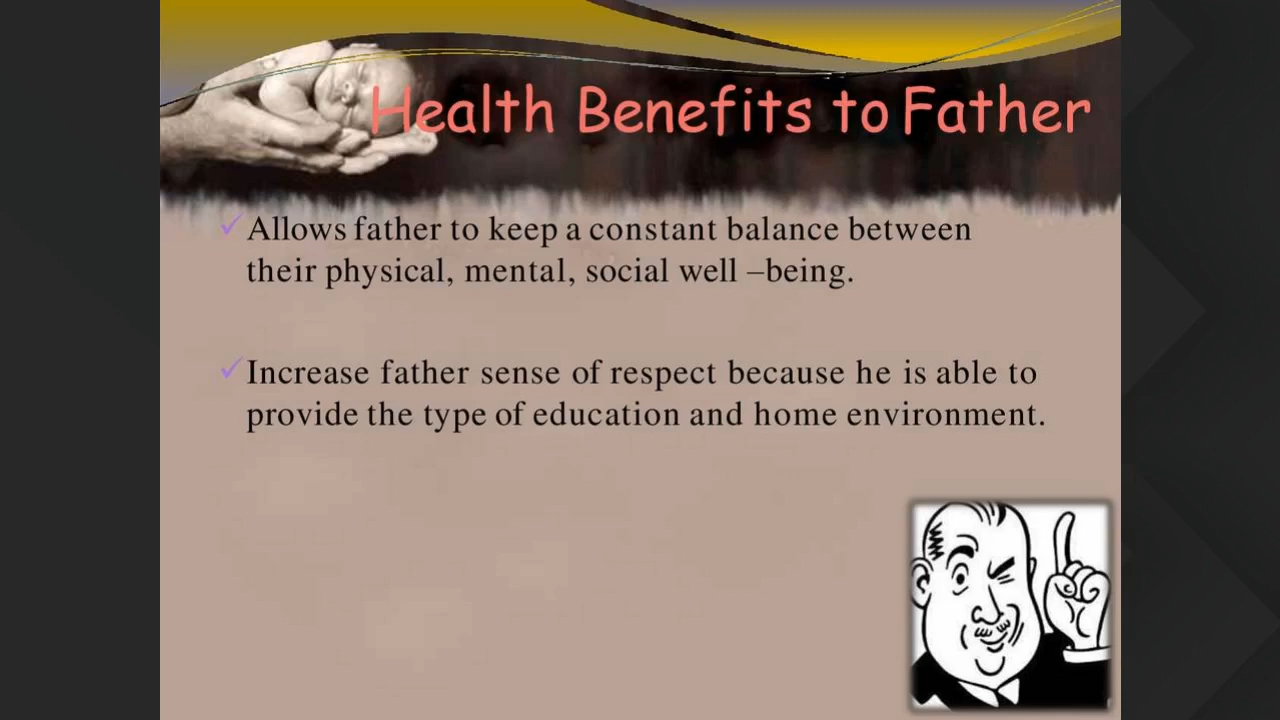 Health Benefits to Father
Allows father to keep a constant balance between
their physical, mental, social well –being.
Increase father sense of respect because he is able to
provide the type of education and home environment.